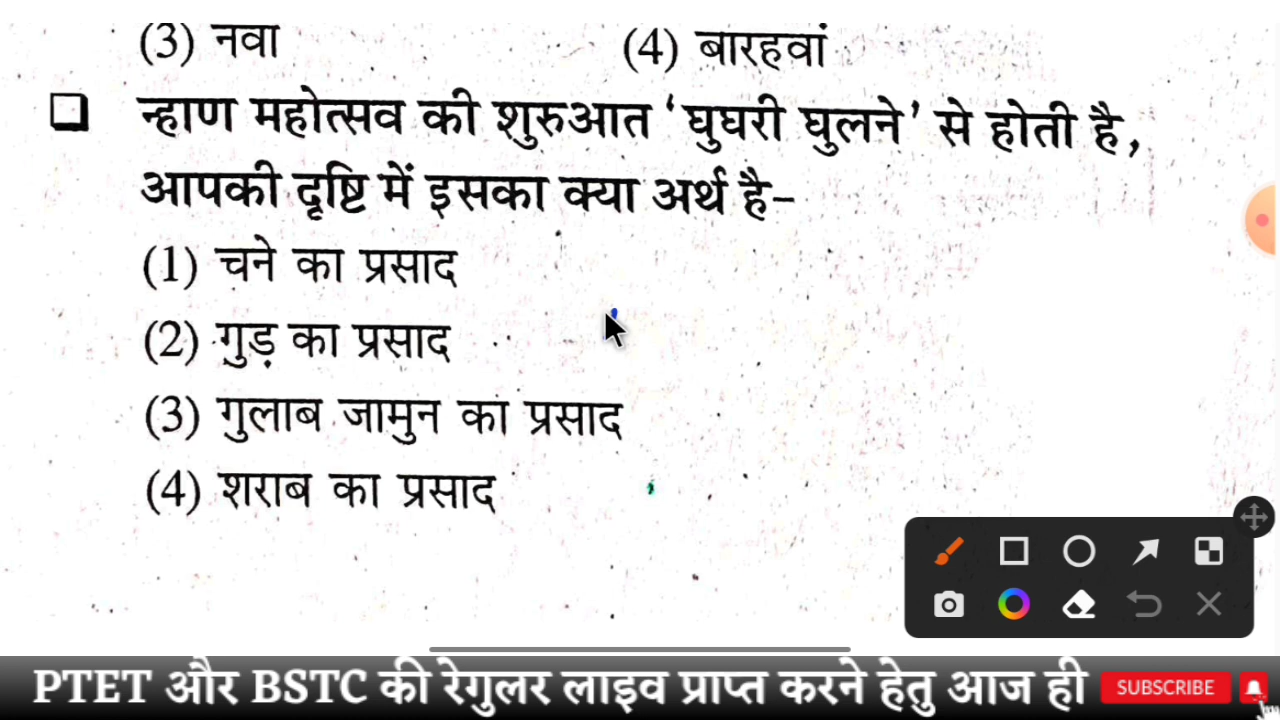 (3) नवा (4) बारहवां
❑ न्हाण महोत्सव की शुरुआत ‘घुघरी घुलने’ से होती है,
आपकी दृष्टि में इसका क्या अर्थ है-
(1) चने का प्रसाद
(2) गुड़ का प्रसाद
(3) गुलाब जामुन का प्रसाद
(4) शराब का प्रसाद
PTET और BSTC की रेगुलर लाइव प्राप्त करने हेतु आज ही SUBSCRIBE